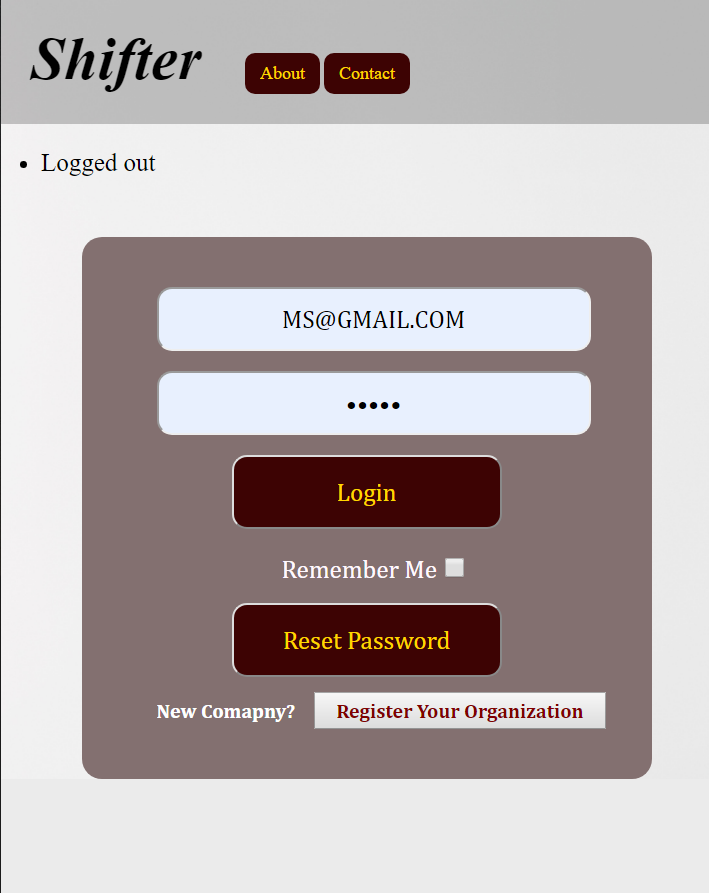 Shifter
About Contact
Logged out
MS@GMAIL.COM
•••••
Login
Remember Me
Reset Password
New Comapny? Register Your Organization